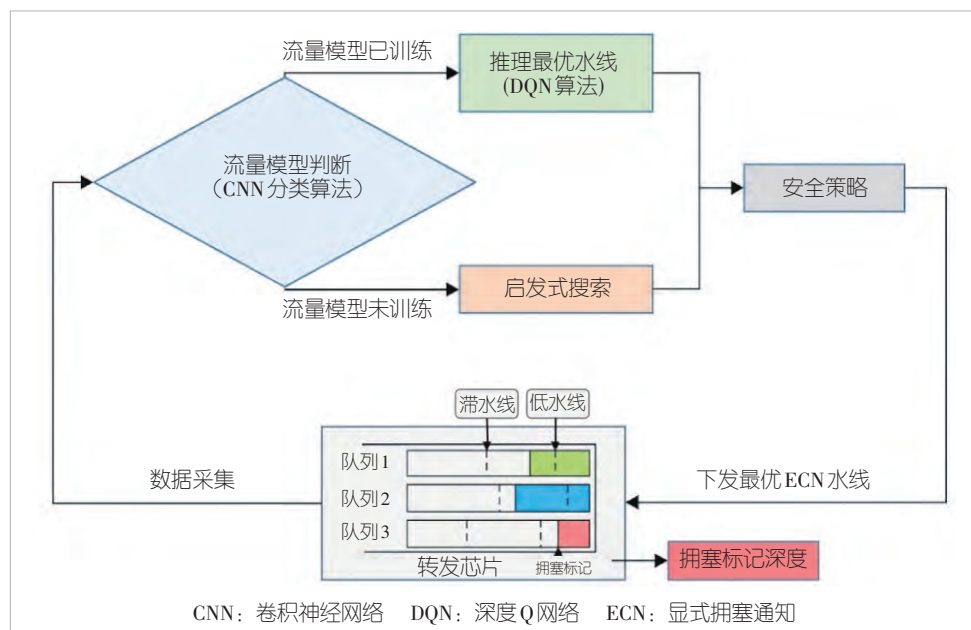 流量模型已训练
推理最优水线
(DQN 算法)
流量模型判断
（CNN 分类算法）
安全策略
流量模型未训练
启发式搜索
滞水线
低水线
队列1
队列2
队列3
数据采集
下发最优ECN水线
转发芯片
拥塞标记
拥塞标记深度
CNN：卷积神经网络 DQN：深度Q网络 ECN：显式拥塞通知